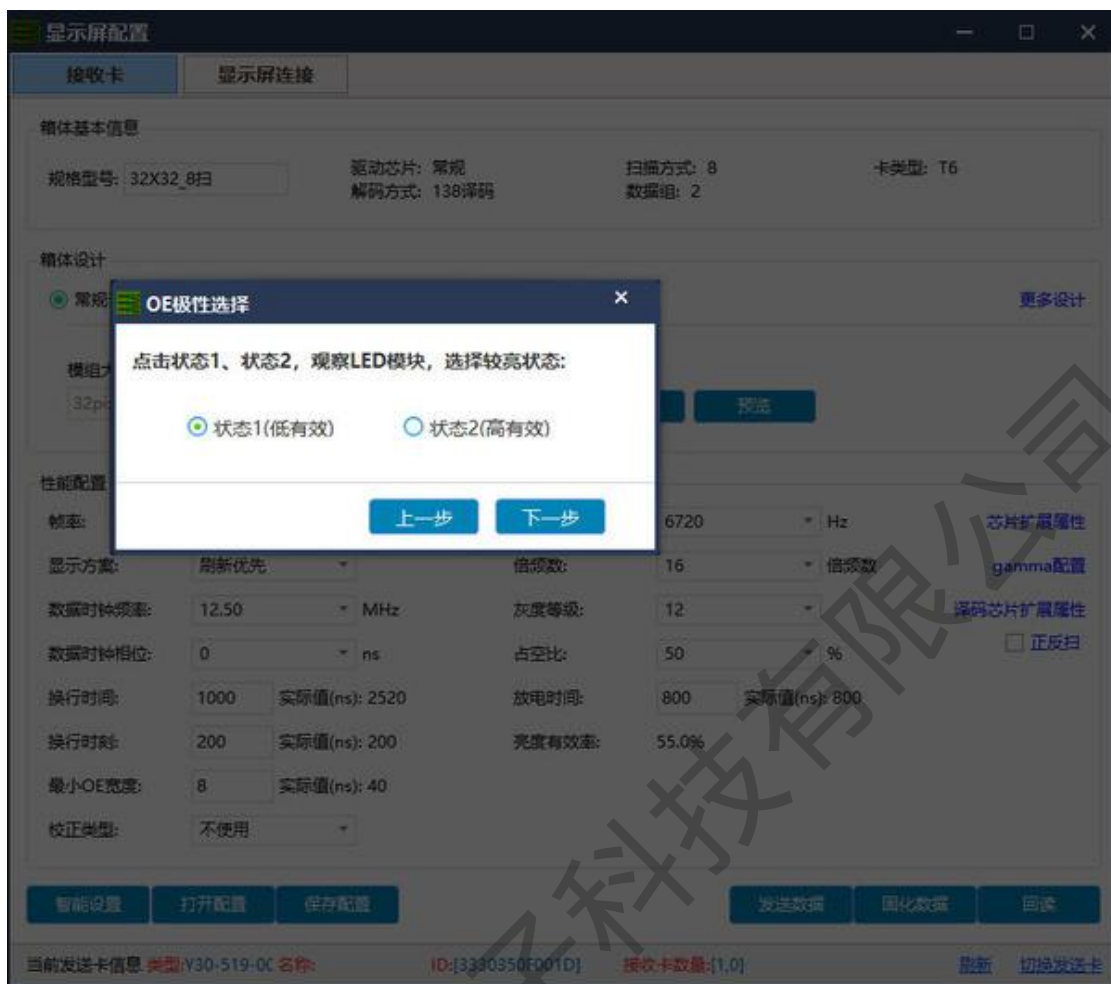 显示屏配置
接收卡 显示屏连接
箱体基本信息
规格型号: 32X32_8扫 驱动芯片: 常规 扫描方式: 8 卡类型: T6
解码方式: 138译码 数据组: 2
箱体设计
常规 更多设计
OE极性选择
点击状态1、状态2，观察LED模块，选择较亮状态:
模组大
32pi 预览
状态1(低有效) 状态2(高有效)
上一步 下一步
性能配置
帧率: 6720 Hz 芯片扩展属性
显示方案: 刷新优先 倍频数: 16 倍频数 gamma配置
数据时钟频率: 12.50 MHz 灰度等级: 12 译码芯片扩展属性
数据时钟相位: 0 ns 占空比: 50 % 正反扫
换行时间: 1000 实际值(ns): 2520 放电时间: 800 实际值(ns): 800
换行时刻: 200 实际值(ns): 200 亮度有效率: 55.0%
最小OE宽度: 8 实际值(ns): 40
校正类型: 不使用
智能设置 打开配置 保存配置 发送数据 固化数据 回读
当前发送卡信息 类型:Y30-519-0C 名称: ID:[3330350F001D] 接收卡数量:[1,0] 刷新 切换发送卡
子科技有限公司